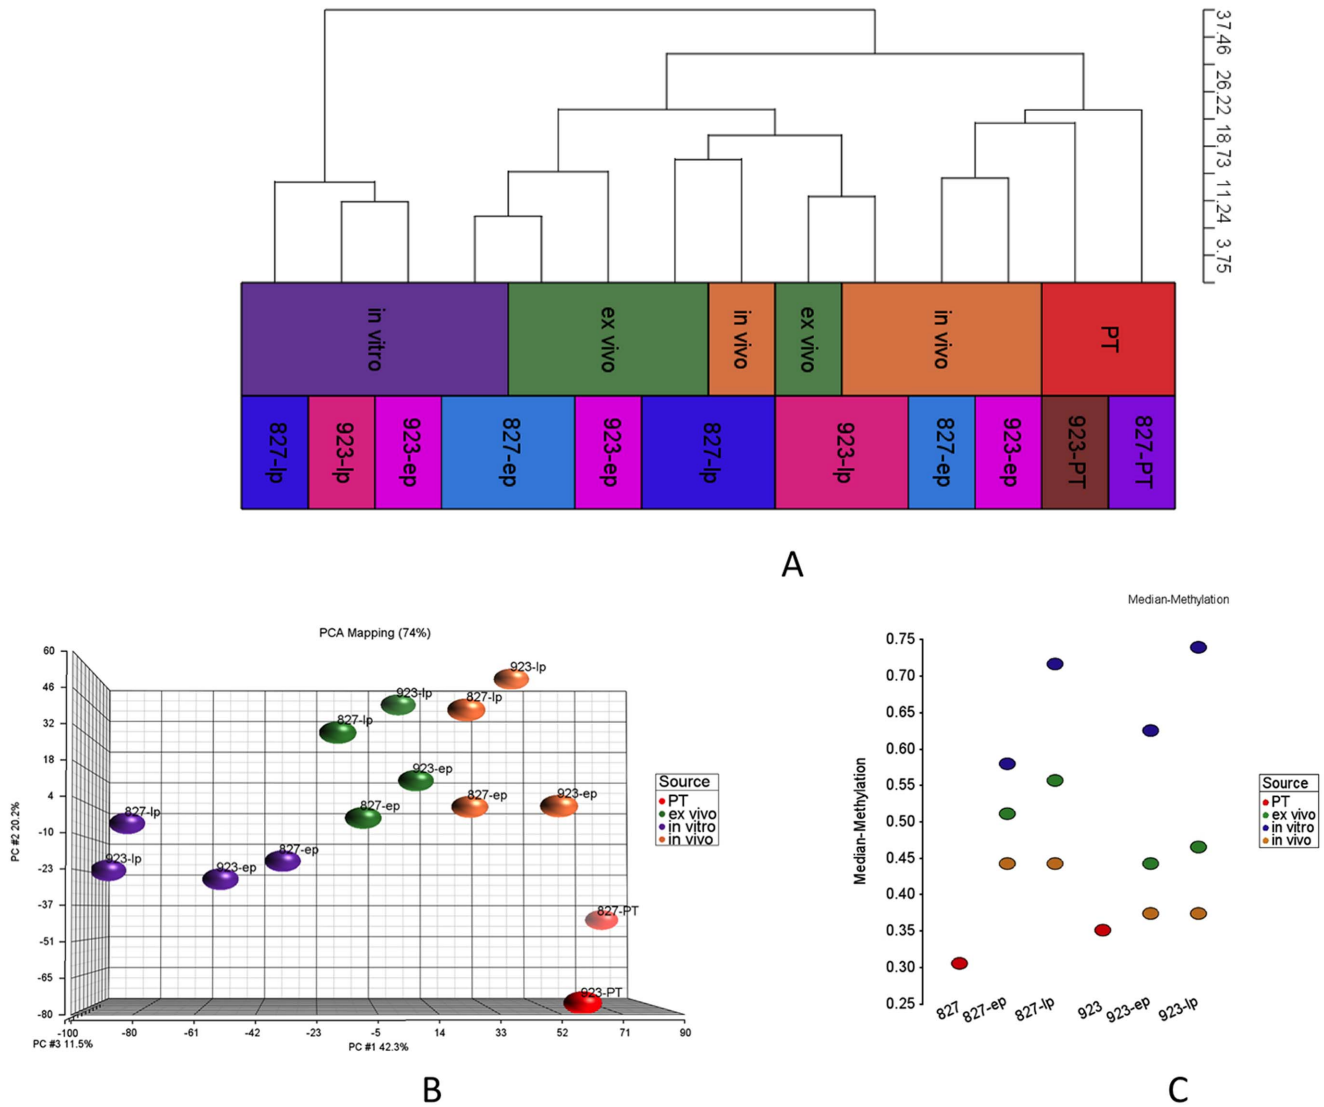 37.46 26.22 18.73 11.24 3.75
in vitro ex vivo in vivo ex vivo in vivo PT
827-lp 923-lp 923-ep 827-ep 923-ep 827-lp 923-lp 827-ep 923-ep 923-PT 827-PT
A
Median-Methylation
PCA Mapping (74%)
60
46
32
18
4
-10
-23
-37
-51
-65
-80
PC #2 20.2%
923-lp
923-lp
827-lp
827-lp
923-ep
827-ep
827-ep
923-ep
827-lp
827-ep
923-lp
923-ep
827-PT
923-PT
-100 -80 -61 -42 -23 -5 14 33 52 71 90
PC #3 11.5%
PC #1 42.3%
Source
PT
ex vivo
in vitro
in vivo
B
Median-Methylation
0.75
0.70
0.65
0.60
0.55
0.50
0.45
0.40
0.35
0.30
0.25
827 827-ep 827-lp 923 923-ep 923-lp
Source
PT
ex vivo
in vitro
in vivo
C